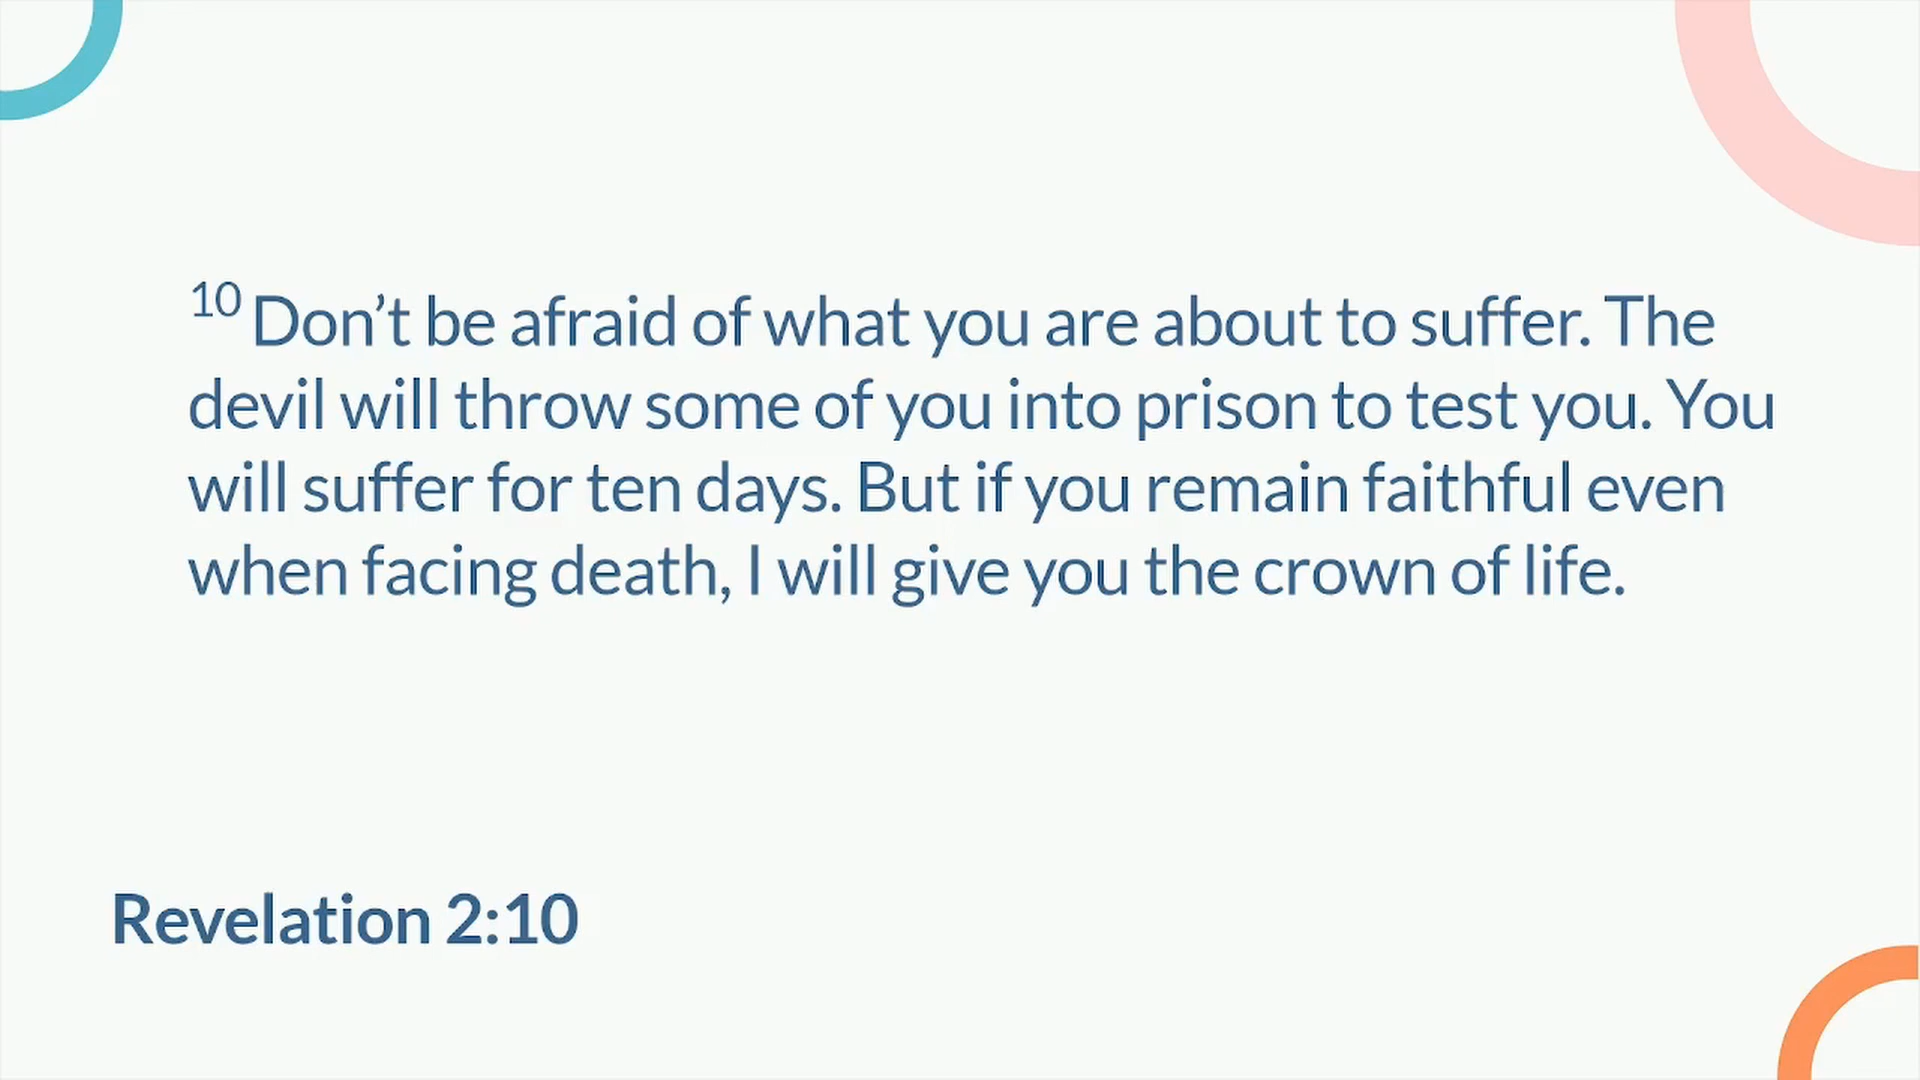 10 Don’t be afraid of what you are about to suffer. The
devil will throw some of you into prison to test you. You
will suffer for ten days. But if you remain faithful even
when facing death, I will give you the crown of life.
Revelation 2:10